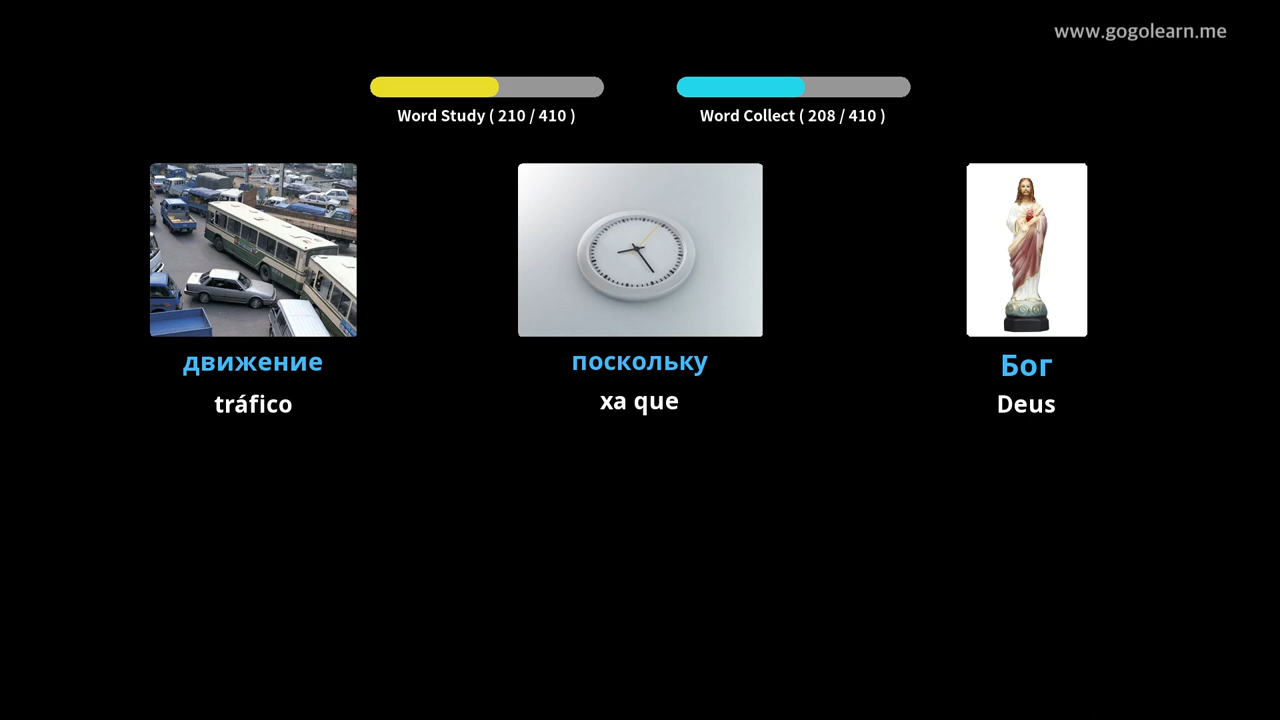 www.gogolearn.me
Word Study ( 210 / 410 )
Word Collect ( 208 / 410 )
движение
поскольку
Бог
tráfico
xa que
Deus